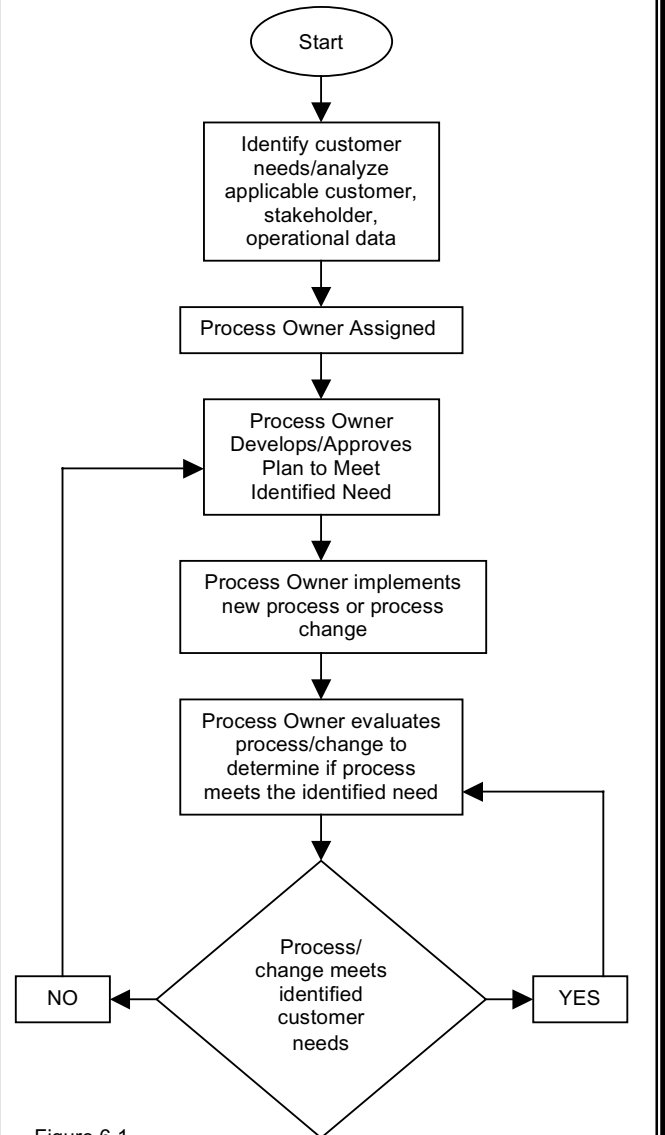 Start
Identify customer
needs/analyze
applicable customer,
stakeholder,
operational data
Process Owner Assigned
Process Owner
Develops/Approves
Plan to Meet
Identified Need
Process Owner implements
new process or process
change
Process Owner evaluates
process/change to
determine if process
meets the identified need
Process/
change meets
identified
customer
needs
NO
YES
Figure 6.1